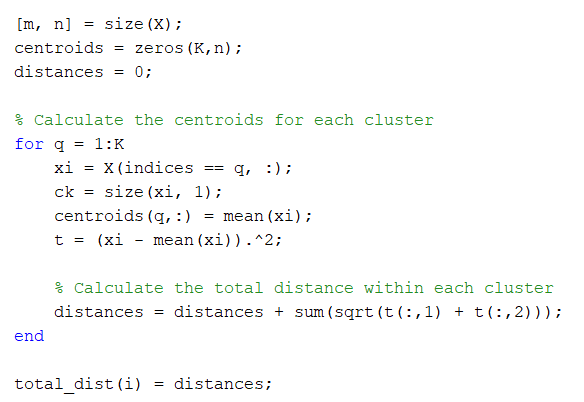 [m, n] = size(X);
centroids = zeros(K,n);
distances = 0;

% Calculate the centroids for each cluster
for q = 1:K
    xi = X(indices == q, :);
    ck = size(xi, 1);
    centroids(q,:) = mean(xi);
    t = (xi - mean(xi)).^2;

    % Calculate the total distance within each cluster
    distances = distances + sum(sqrt(t(:,1) + t(:,2)));
end

total_dist(i) = distances;